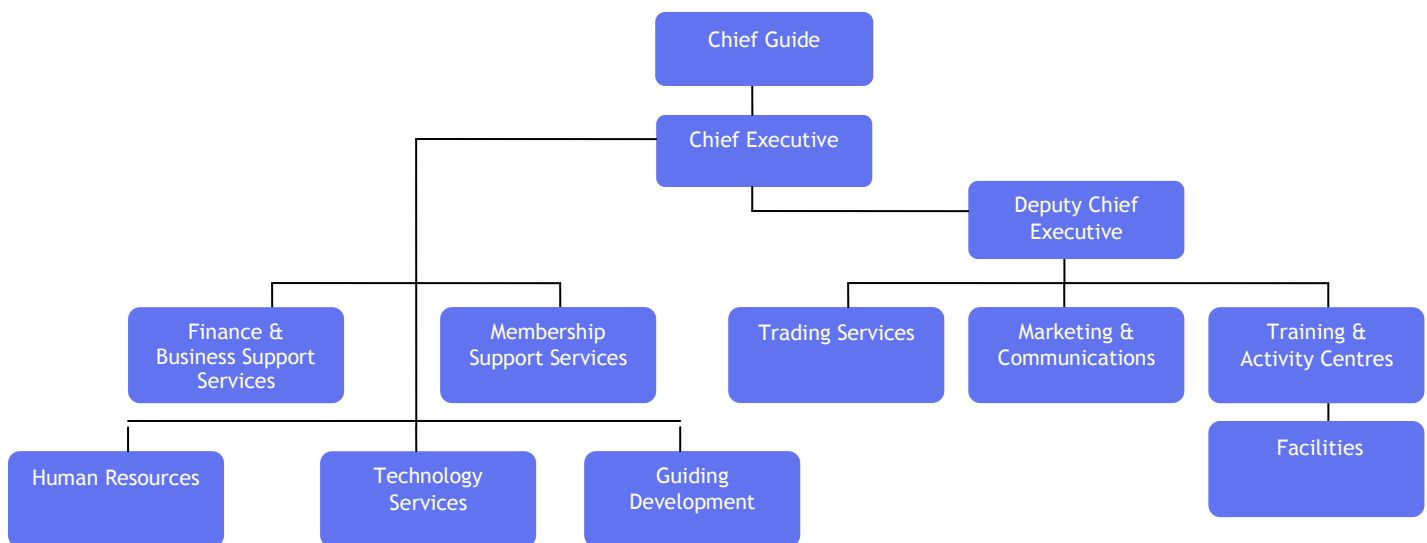 Chief Guide
Chief Executive
Deputy Chief
Executive
Finance &
Business Support
Services
Membership
Support Services
Trading Services
Marketing &
Communications
Training &
Activity Centres
Human Resources
Technology
Services
Guiding
Development
Facilities